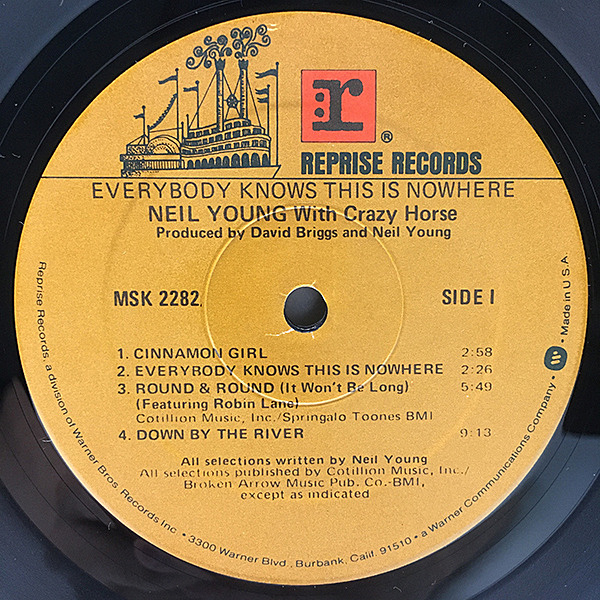 r
®
REPRISE RECORDS
EVERYBODY KNOWS THIS IS NOWHERE
NEIL YOUNG With Crazy Horse
Produced by David Briggs and Neil Young
MSK 2282
SIDE I
1. CINNAMON GIRL 2:58
2. EVERYBODY KNOWS THIS IS NOWHERE 2:26
3. ROUND & ROUND (It Won't Be Long) 5:49
(Featuring Robin Lane)
Cotillion Music, Inc./Springalo Toones BMI
4. DOWN BY THE RIVER 9:13
All selections written by Neil Young
All selections published by Cotillion Music, Inc./
Broken Arrow Music Pub. Co.-BMI,
except as indicated
Reprise Records, a division of Warner Bros. Records Inc. • 3300 Warner Blvd., Burbank, Calif. 91510 • a Warner Communications Company • • Made in U.S.A.